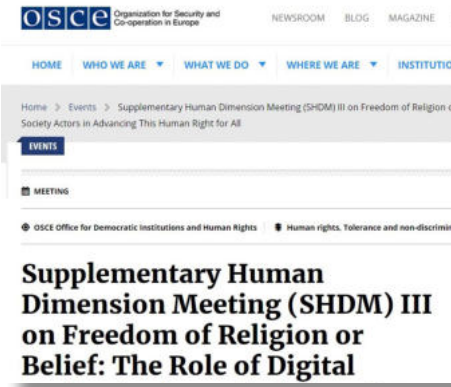 OSCE Organization for Security and
Co-operation in Europe
NEWSROOM BLOG MAGAZINE
HOME WHO WE ARE WHAT WE DO WHERE WE ARE
Home > Events > Supplementary Human Dimension Meeting (SHDM) III on Freedom of Religion
Society Actors in Advancing This Human Right for All
EVENTS
MEETING
OSCE Office for Democratic Institutions and Human Rights Human rights, Tolerance and
Supplementary Human
Dimension Meeting (SHDM) III
on Freedom of Religion or
Belief: The Role of Digital